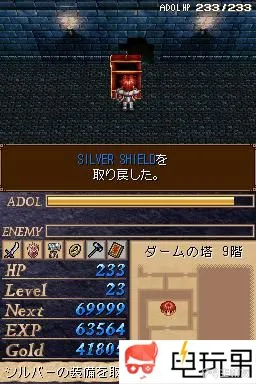 ADOL HP 233/233
SILVER SHIELDを
取り戻した。
ADOL
ENEMY
ダームの塔 9階
HP 233
Level 23
Next 69999
EXP 63564
Gold
シルバーの装備を取
电玩男